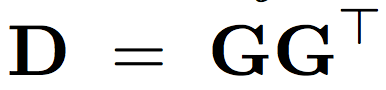 D = GG⊤